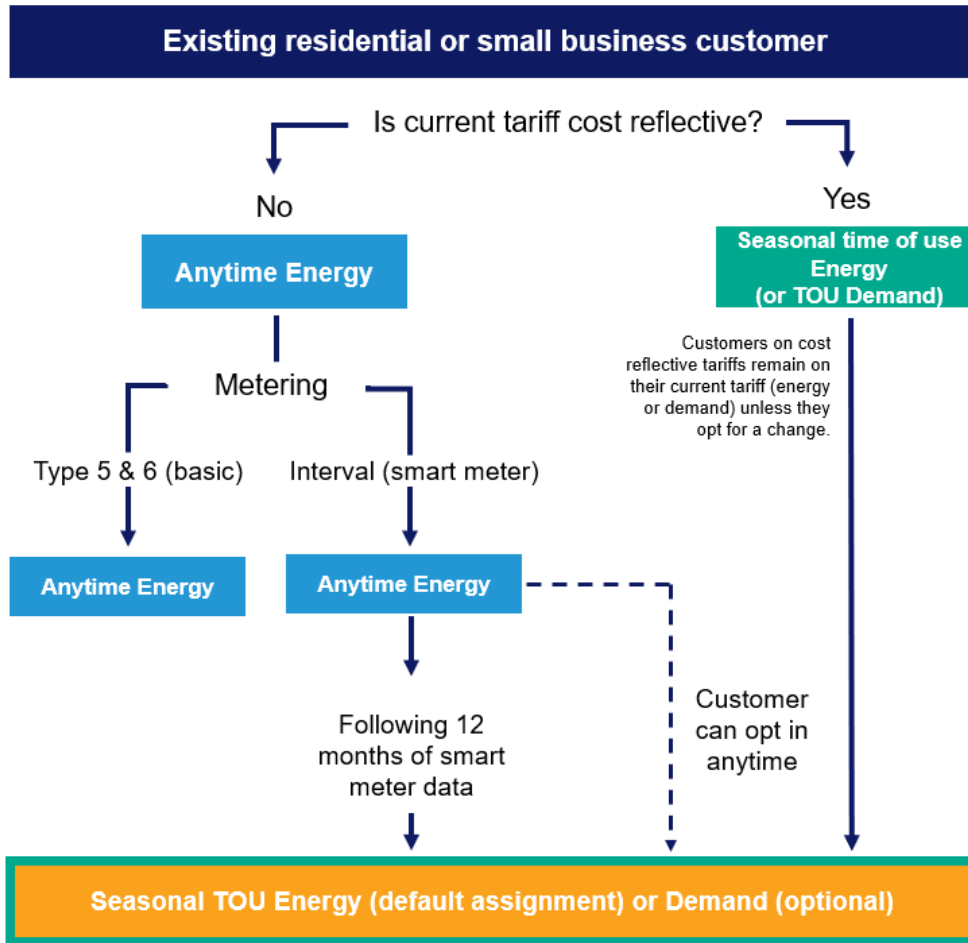 Existing residential or small business customer
Is current tariff cost reflective?
No
Yes
Anytime Energy
Seasonal time of use
Energy
(or TOU Demand)
Customers on cost
reflective tariffs remain on
their current tariff (energy
or demand) unless they
opt for a change.
Metering
Type 5 & 6 (basic)
Interval (smart meter)
Anytime Energy
Anytime Energy
Following 12
months of smart
meter data
Customer
can opt in
anytime
Seasonal TOU Energy (default assignment) or Demand (optional)